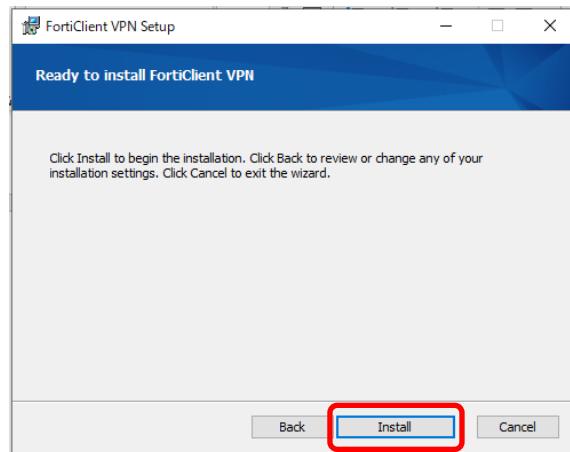 FortiClient VPN Setup
Ready to install FortiClient VPN
Click Install to begin the installation. Click Back to review or change any of your
installation settings. Click Cancel to exit the wizard.
Back Install Cancel